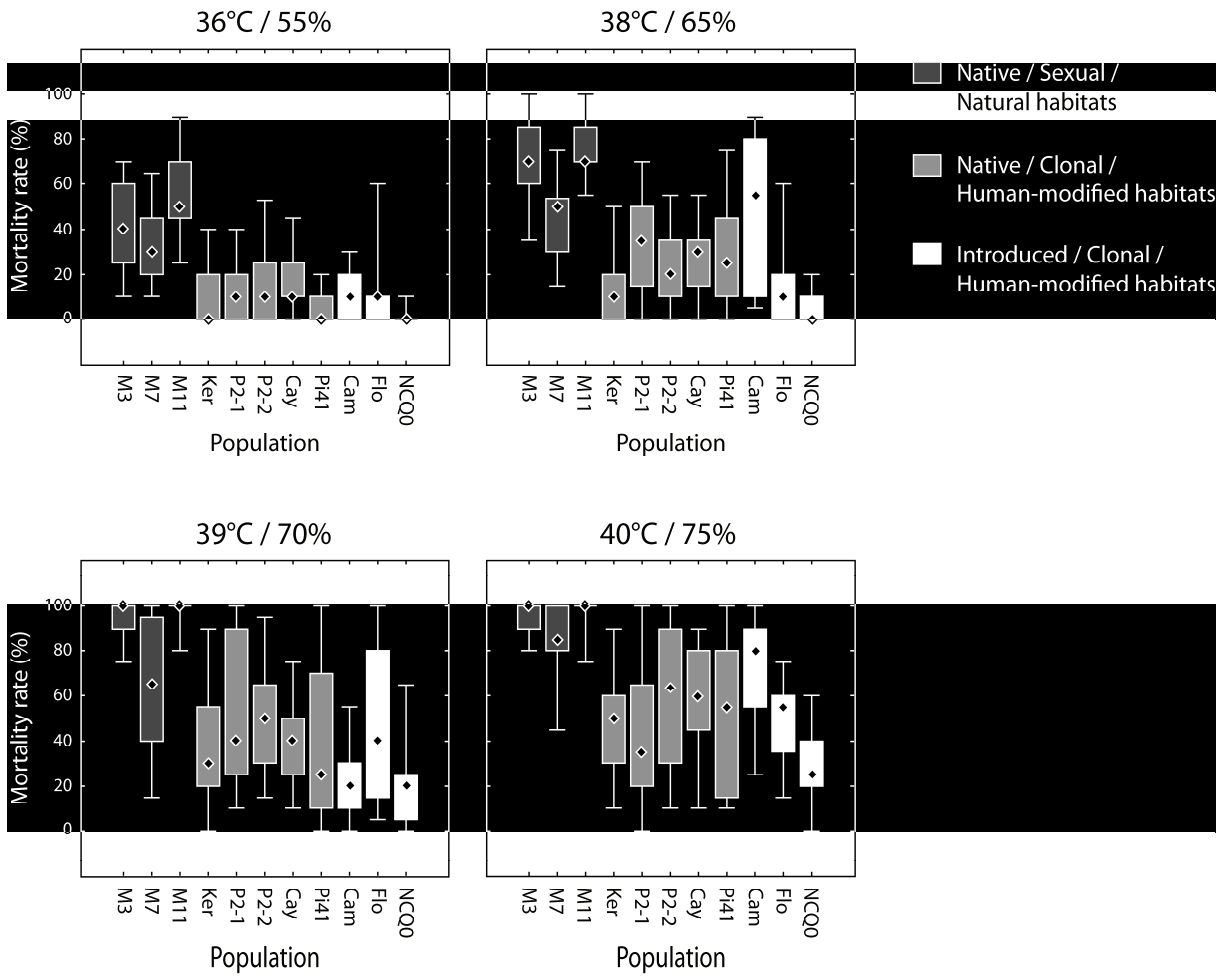 36°C / 55%
38°C / 65%
Mortality rate (%)
100
80
60
40
20
0
M3 M7 M11 Ker P2-1 P2-2 Cay Pi41 Cam Flo NCQ0
Population
M3 M7 M11 Ker P2-1 P2-2 Cay Pi41 Cam Flo NCQ0
Population
Native / Sexual /
Natural habitats
Native / Clonal /
Human-modified habitats
Introduced / Clonal /
Human-modified habitats
39°C / 70%
40°C / 75%
Mortality rate (%)
100
80
60
40
20
0
M3 M7 M11 Ker P2-1 P2-2 Cay Pi41 Cam Flo NCQ0
Population
M3 M7 M11 Ker P2-1 P2-2 Cay Pi41 Cam Flo NCQ0
Population